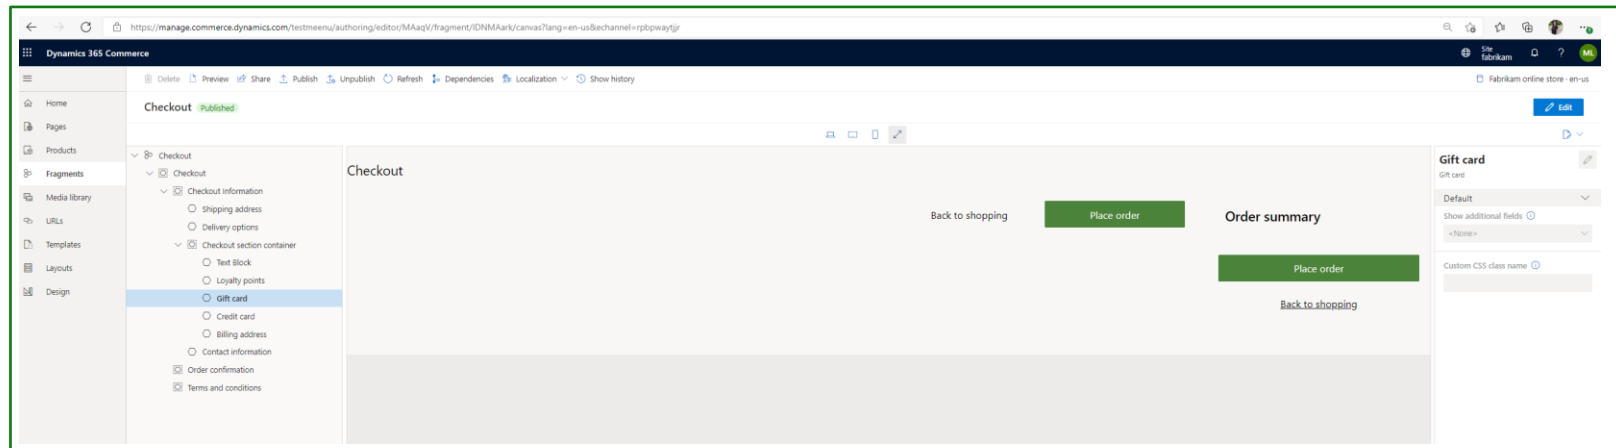 https://manage.commerce.dynamics.com/testmeenu/authoring/editor/MAaqV/fragment/IDNMAark/canvas?lang=en-us&echannel=rpbpwaytjjr
Dynamics 365 Commerce
Site
fabrikam
?
ML
Delete Preview Share Publish Unpublish Refresh Dependencies Localization Show history
Fabrikam online store - en-us
Home
Pages
Products
Fragments
Media library
URLs
Templates
Layouts
Design
Checkout Published
Edit
Checkout
Checkout
Checkout Information
Shipping address
Delivery options
Checkout section container
Text Block
Loyalty points
Gift card
Credit card
Billing address
Contact information
Order confirmation
Terms and conditions
Checkout
Back to shopping
Place order
Order summary
Place order
Back to shopping
Gift card
Gift card
Default
Show additional fields
<None>
Custom CSS class name